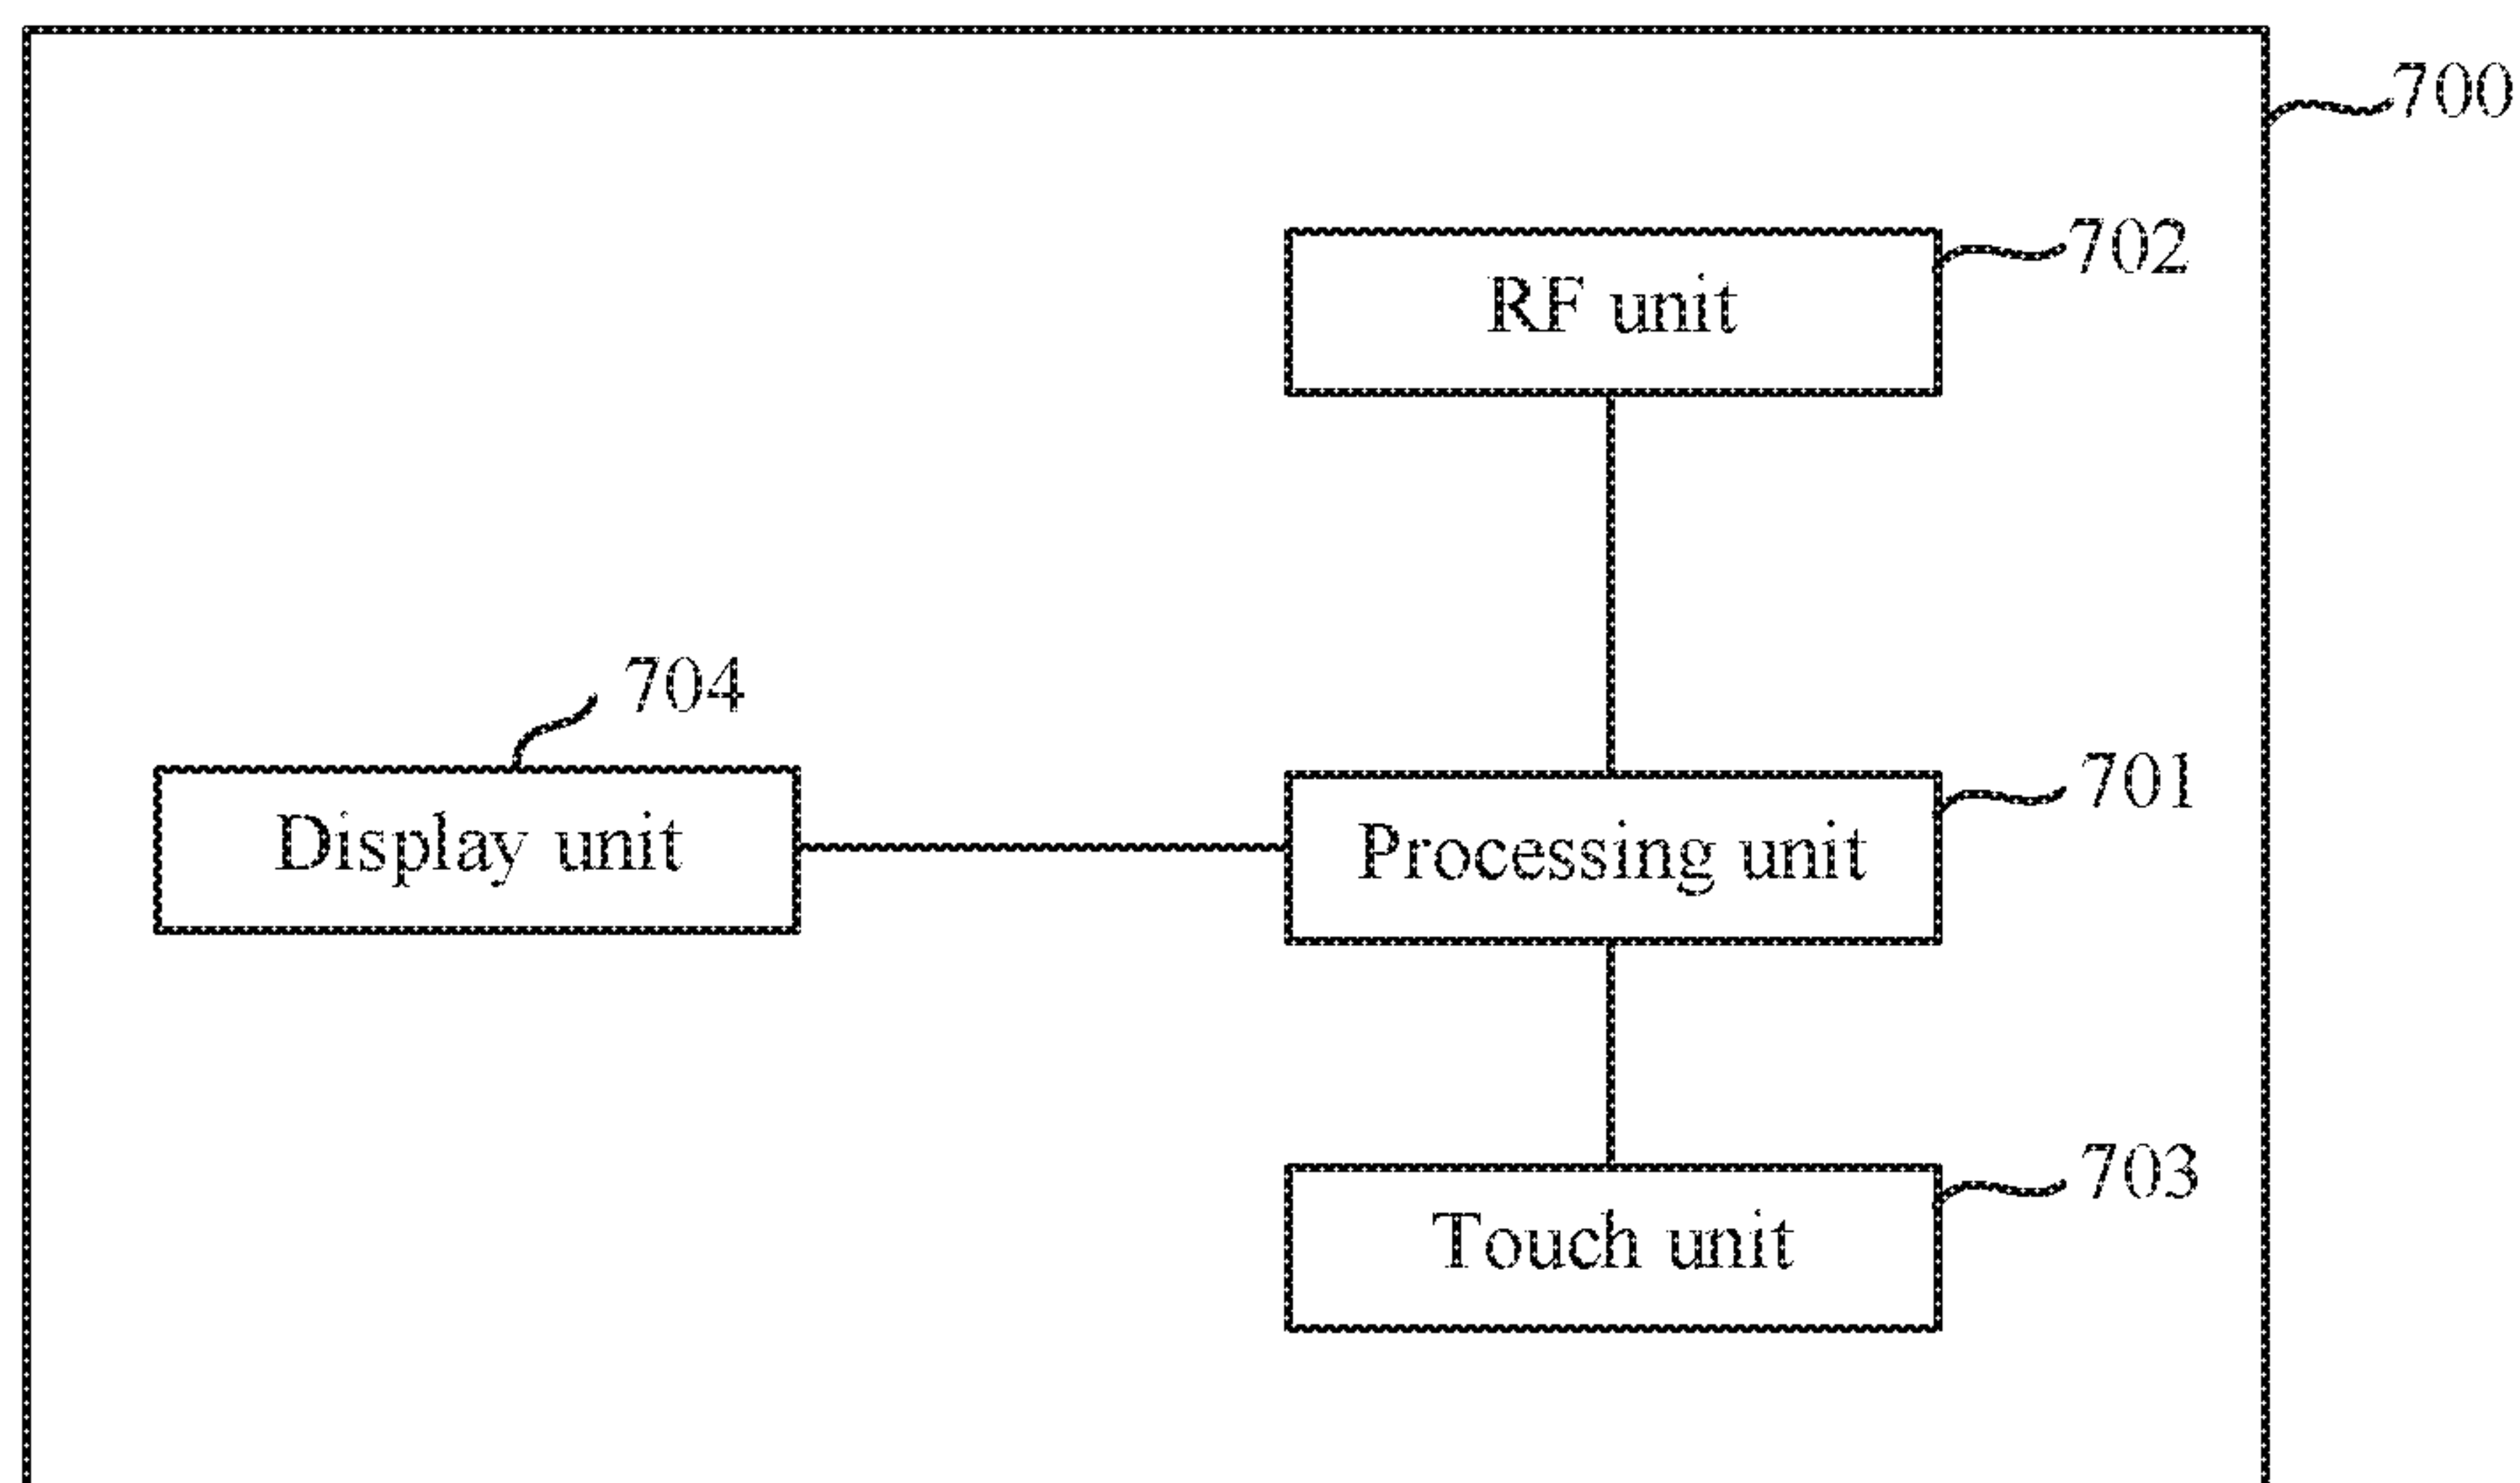 700
702
RF unit
704
701
Display unit
Processing unit
703
Touch unit